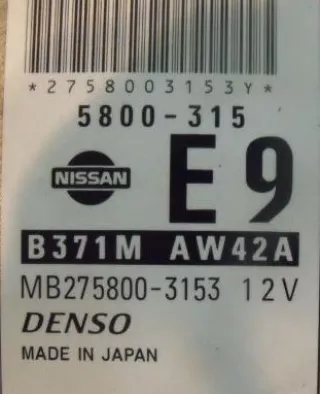 *2758003153Y*
5800-315
NISSAN
E9
B371M AW42A
MB275800-3153 12V
DENSO
MADE IN JAPAN